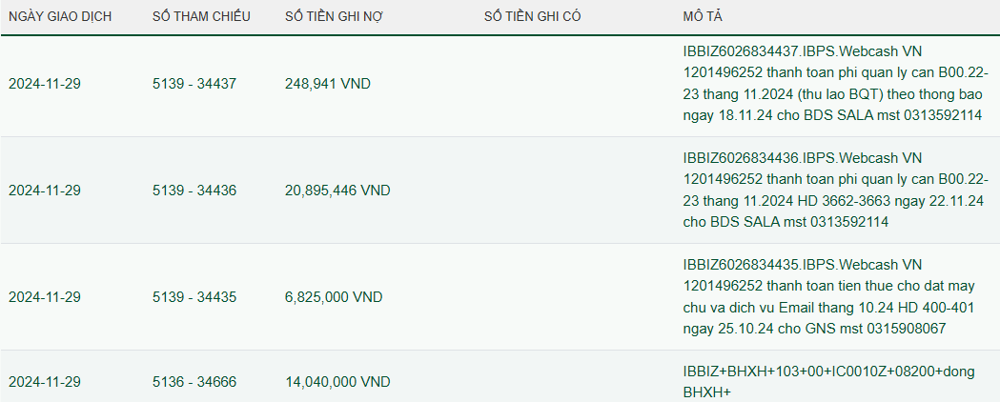 NGÀY GIAO DỊCH SỐ THAM CHIẾU SỐ TIỀN GHI NỢ SỐ TIỀN GHI CÓ MÔ TẢ
IBBIZ6026834437.IBPS.Webcash VN
1201496252 thanh toan phi quan ly can B00.22-
2024-11-29 5139 - 34437 248,941 VND
23 thang 11.2024 (thu lao BQT) theo thong bao
ngay 18.11.24 cho BDS SALA mst 0313592114
IBBIZ6026834436.IBPS.Webcash VN
1201496252 thanh toan phi quan ly can B00.22-
2024-11-29 5139 - 34436 20,895,446 VND
23 thang 11.2024 HD 3662-3663 ngay 22.11.24
cho BDS SALA mst 0313592114
IBBIZ6026834435.IBPS.Webcash VN
1201496252 thanh toan tien thue cho dat may
2024-11-29 5139 - 34435 6,825,000 VND
chu va dich vu Email thang 10.24 HD 400-401
ngay 25.10.24 cho GNS mst 0315908067
IBBIZ+BHXH+103+00+IC0010Z+08200+dong
2024-11-29 5136 - 34666 14,040,000 VND
BHXH+